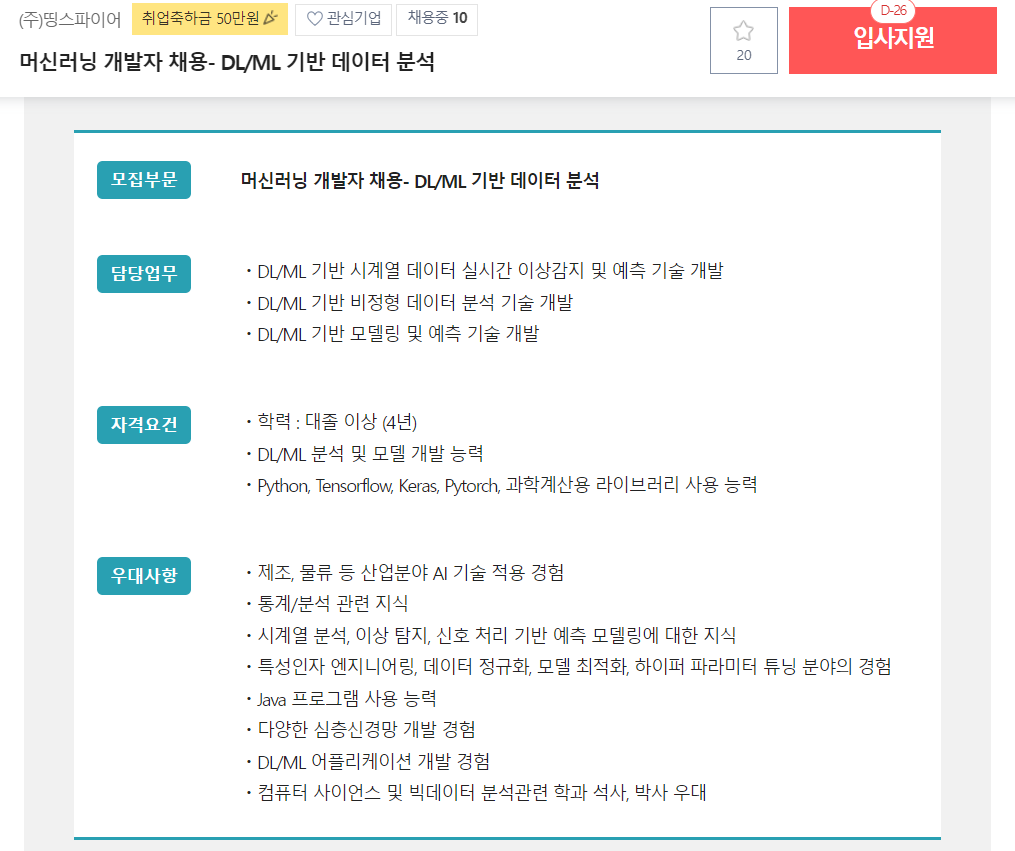 (주)띵스파이어 취업축하금 50만원 관심기업 채용중 10
머신러닝 개발자 채용- DL/ML 기반 데이터 분석
20
D-26
입사지원
모집부문 머신러닝 개발자 채용- DL/ML 기반 데이터 분석
담당업무 · DL/ML 기반 시계열 데이터 실시간 이상감지 및 예측 기술 개발
· DL/ML 기반 비정형 데이터 분석 기술 개발
· DL/ML 기반 모델링 및 예측 기술 개발
자격요건 · 학력 : 대졸 이상 (4년)
· DL/ML 분석 및 모델 개발 능력
· Python, Tensorflow, Keras, Pytorch, 과학계산용 라이브러리 사용 능력
우대사항 · 제조, 물류 등 산업분야 AI 기술 적용 경험
· 통계/분석 관련 지식
· 시계열 분석, 이상 탐지, 신호 처리 기반 예측 모델링에 대한 지식
· 특성인자 엔지니어링, 데이터 정규화, 모델 최적화, 하이퍼 파라미터 튜닝 분야의 경험
· Java 프로그램 사용 능력
· 다양한 심층신경망 개발 경험
· DL/ML 어플리케이션 개발 경험
· 컴퓨터 사이언스 및 빅데이터 분석관련 학과 석사, 박사 우대